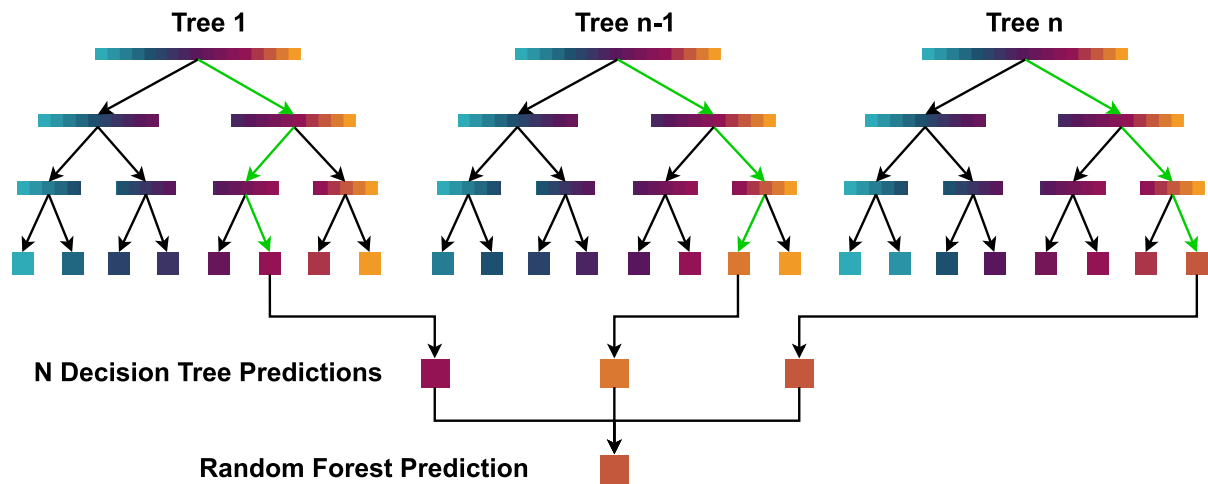 Tree 1
Tree n-1
Tree n
N Decision Tree Predictions
Random Forest Prediction